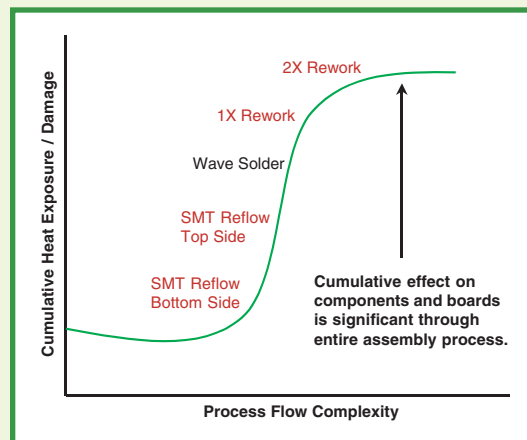 2X Rework
1X Rework
Wave Solder
SMT Reflow
Top Side
SMT Reflow
Bottom Side
Cumulative effect on
components and boards
is significant through
entire assembly process.
Cumulative Heat Exposure / Damage
Process Flow Complexity